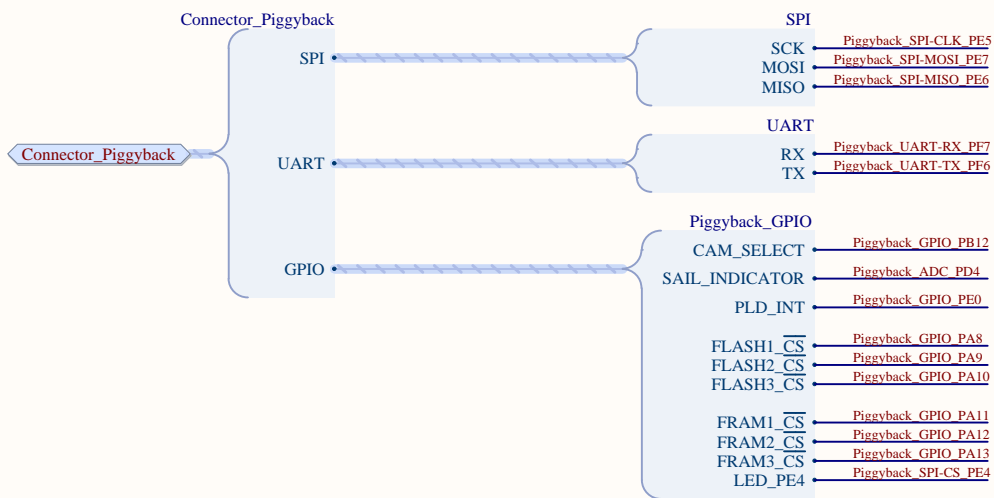 Connector_Piggyback
SPI
UART
GPIO
Connector_Piggyback
SPI
SCK Piggyback_SPI-CLK_PE5
MOSI Piggyback_SPI-MOSI_PE7
MISO Piggyback_SPI-MISO_PE6
UART
RX Piggyback_UART-RX_PF7
TX Piggyback_UART-TX_PF6
Piggyback_GPIO
CAM_SELECT Piggyback_GPIO_PB12
SAIL_INDICATOR Piggyback_ADC_PD4
PLD_INT Piggyback_GPIO_PE0
FLASH1_CS Piggyback_GPIO_PA8
FLASH2_CS Piggyback_GPIO_PA9
FLASH3_CS Piggyback_GPIO_PA10
FRAM1_CS Piggyback_GPIO_PA11
FRAM2_CS Piggyback_GPIO_PA12
FRAM3_CS Piggyback_GPIO_PA13
LED_PE4 Piggyback_SPI-CS_PE4